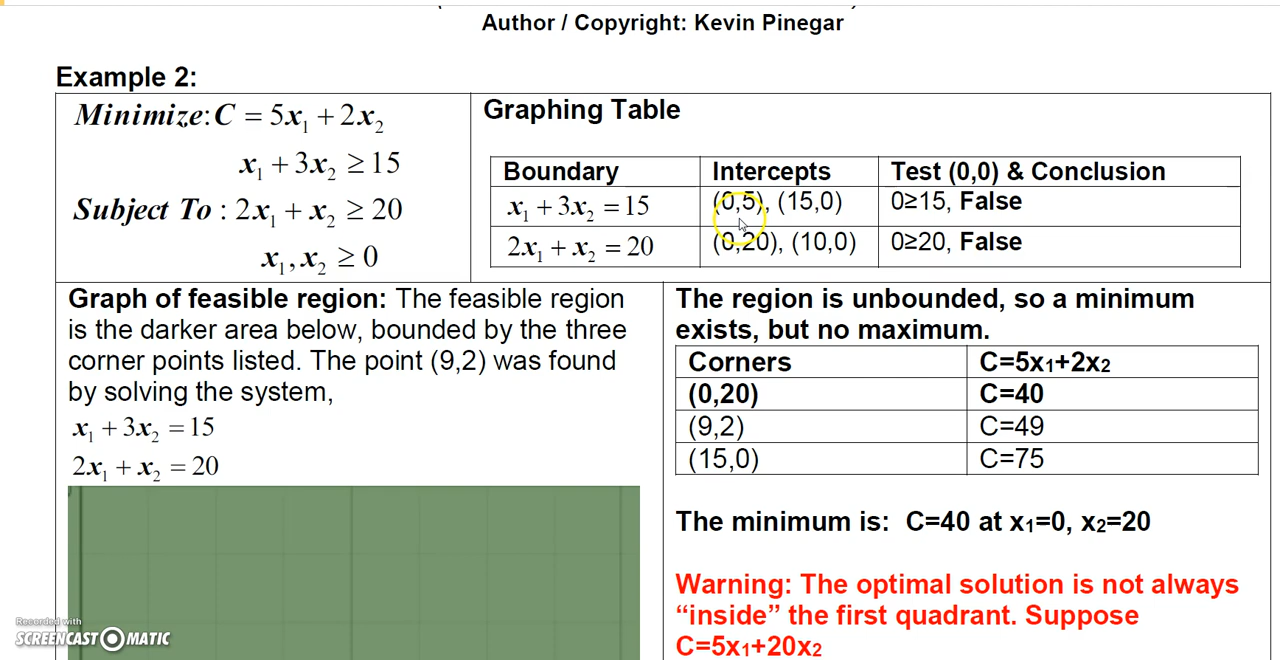 Author / Copyright: Kevin Pinegar
Example 2:
Minimize: C = 5x₁ + 2x₂
x₁ + 3x₂ ≥ 15
Subject To : 2x₁ + x₂ ≥ 20
x₁, x₂ ≥ 0
Graphing Table
Boundary Intercepts Test (0,0) & Conclusion
x₁ + 3x₂ = 15 (0,5), (15,0) 0≥15, False
2x₁ + x₂ = 20 (0,20), (10,0) 0≥20, False
Graph of feasible region: The feasible region
is the darker area below, bounded by the three
corner points listed. The point (9,2) was found
by solving the system,
x₁ + 3x₂ = 15
2x₁ + x₂ = 20
The region is unbounded, so a minimum
exists, but no maximum.
Corners C=5x₁+2x₂
(0,20) C=40
(9,2) C=49
(15,0) C=75
The minimum is: C=40 at x₁=0, x₂=20
Warning: The optimal solution is not always
“inside” the first quadrant. Suppose
C=5x₁+20x₂
Recorded with
SCREENCAST O MATIC